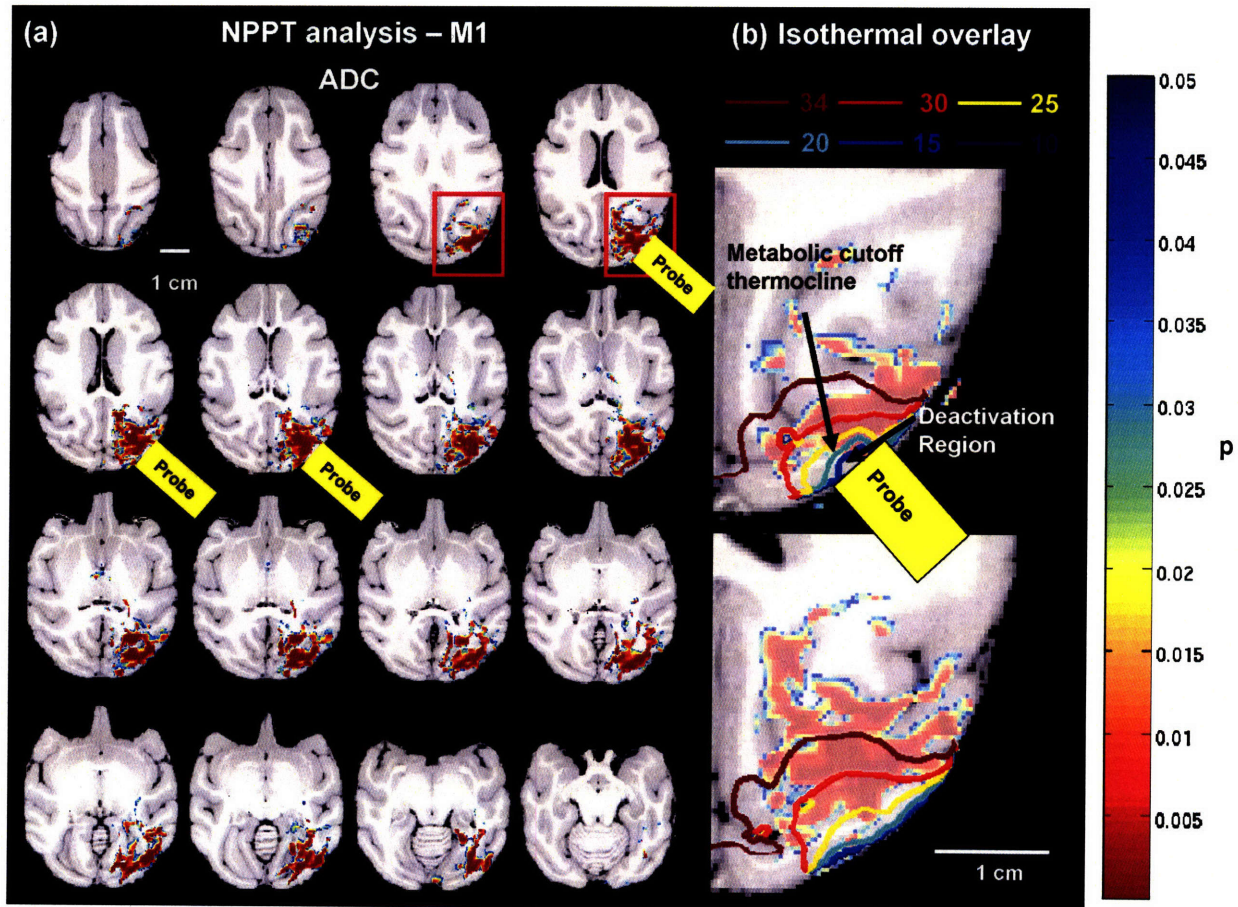 (a)
NPPT analysis – M1
ADC
1 cm
Probe
Probe
Probe
(b) Isothermal overlay
34
30
25
20
15
Metabolic cutoff
thermocline
Deactivation
Region
Probe
1 cm
0.05
0.045
0.04
0.035
0.03
0.025
0.02
0.015
0.01
0.005
p